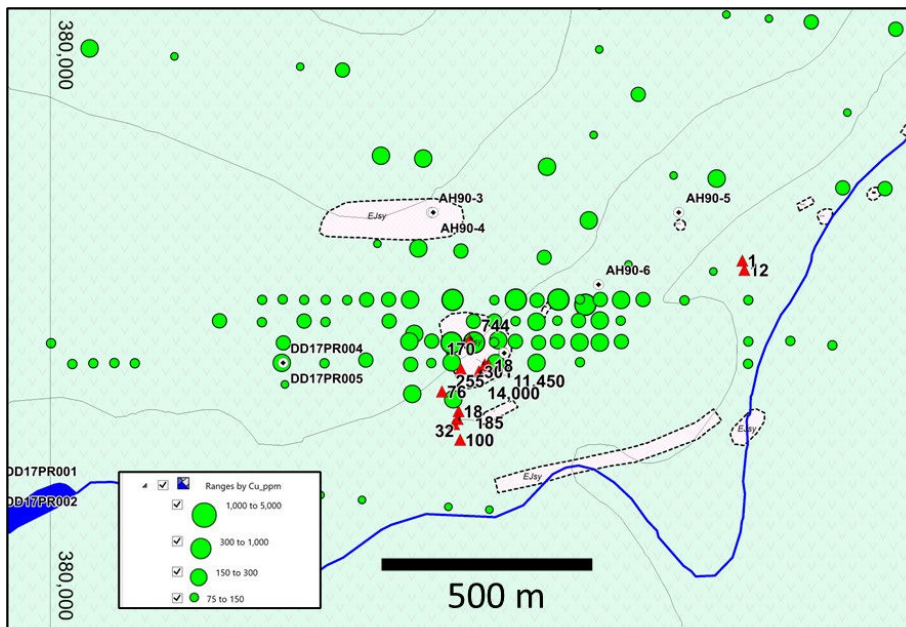 380,000
AH90-3
AH90-5
EJsy
AH90-4
1
12
AH90-6
744
170
DD17PR004
18
301
DD17PR005
255
11,450
76
14,000
18
185
32
100
EJsy
EJsy
DD17PR001
DD17PR002
Ranges by Cu_ppm
1,000 to 5,000
300 to 1,000
150 to 300
75 to 150
380,000
500 m